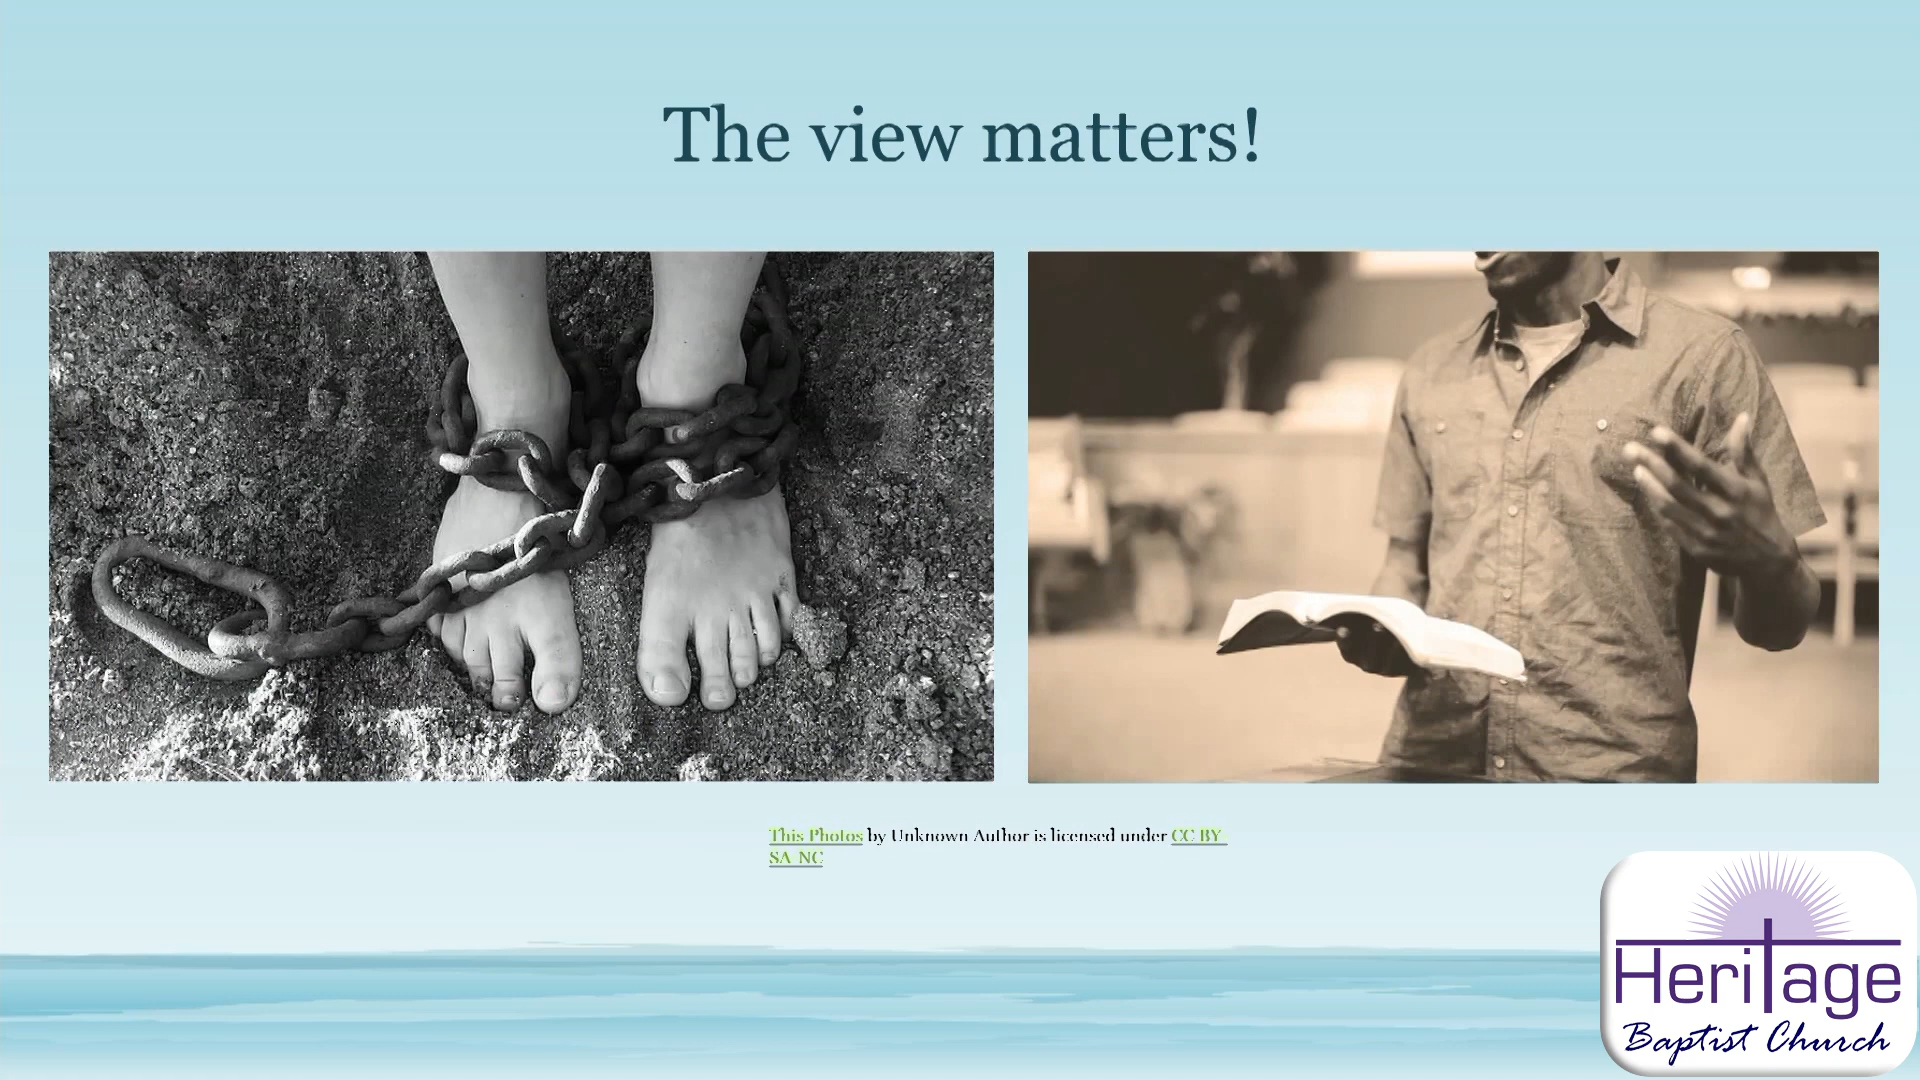 The view matters!
This Photos by Unknown Author is licensed under CC BY-
SA-NC
Heritage
Baptist Church